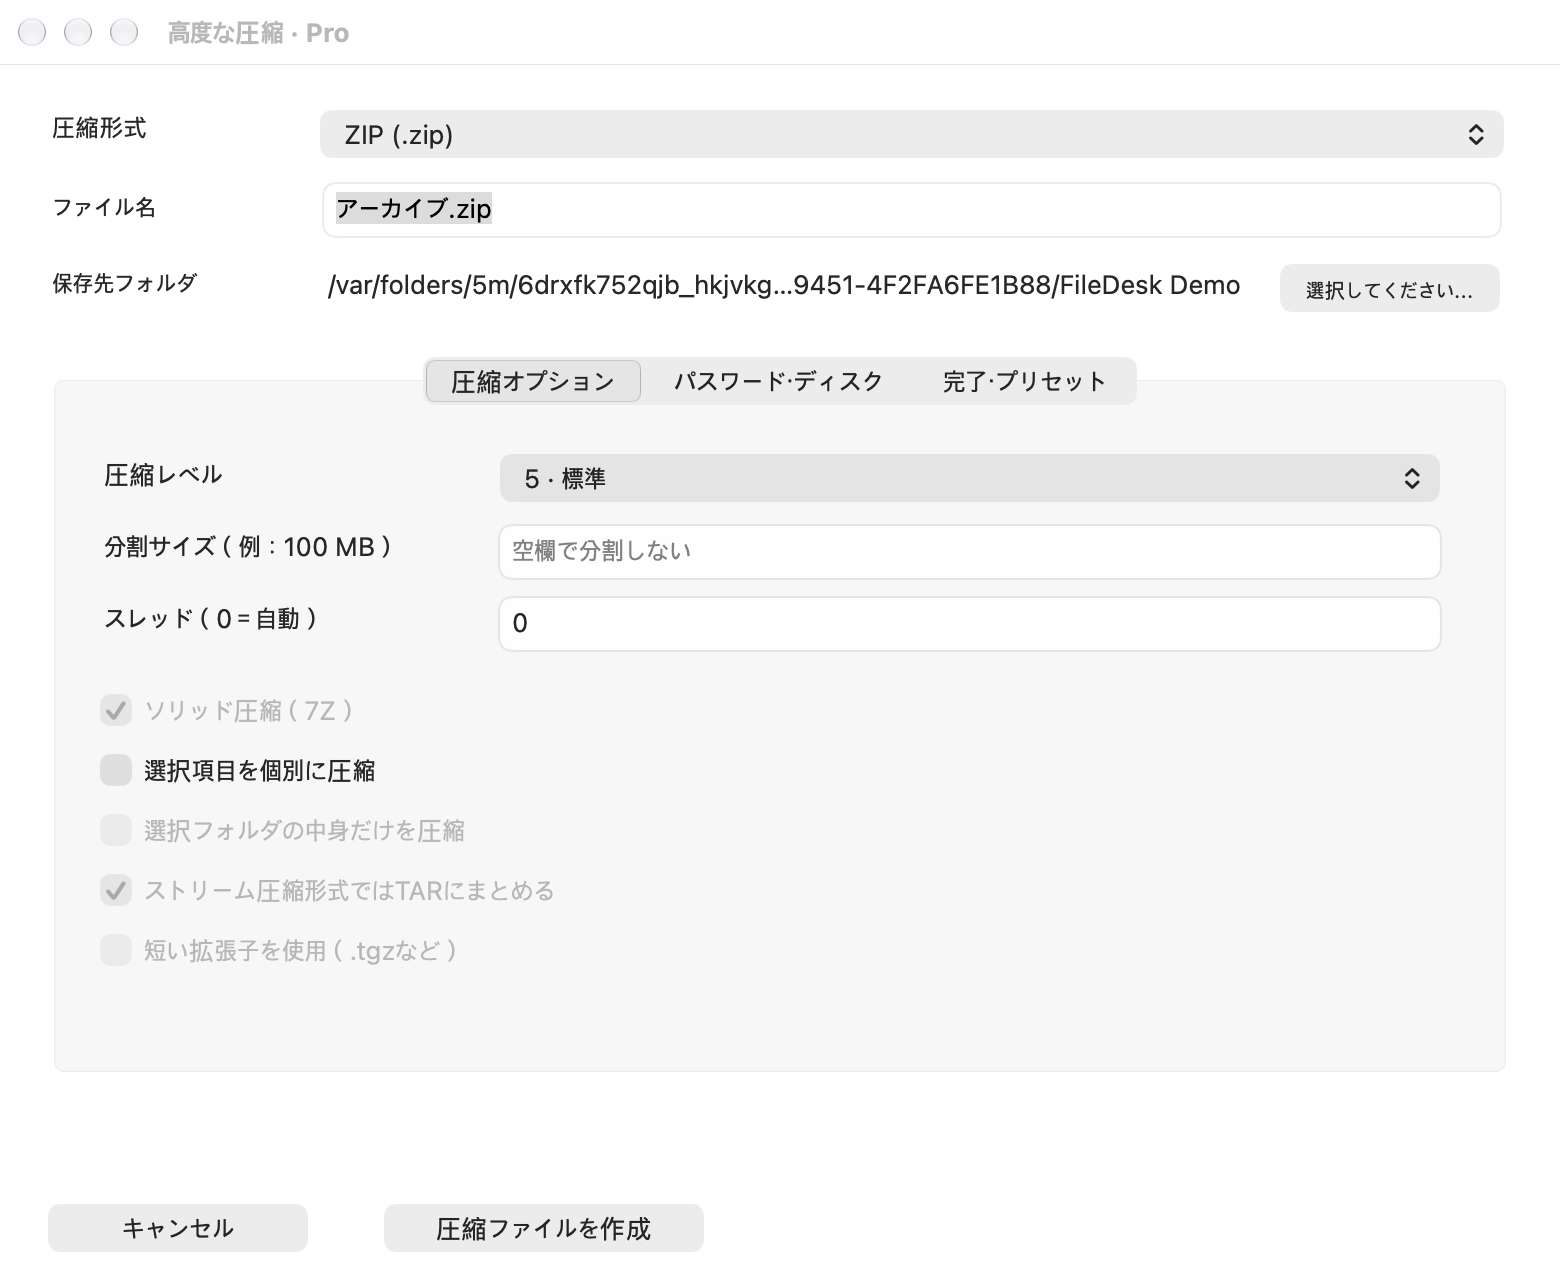 高度な圧縮 · Pro
圧縮形式
ZIP (.zip)
ファイル名
アーカイブ.zip
保存先フォルダ
/var/folders/5m/6drxfk752qjb_hkjvkg...9451-4F2FA6FE1B88/FileDesk Demo
選択してください...
圧縮オプション
パスワード·ディスク
完了·プリセット
圧縮レベル
5 · 標準
分割サイズ（例：100 MB）
空欄で分割しない
スレッド（0＝自動）
0
ソリッド圧縮（7Z）
選択項目を個別に圧縮
選択フォルダの中身だけを圧縮
ストリーム圧縮形式ではTARにまとめる
短い拡張子を使用（.tgzなど）
キャンセル
圧縮ファイルを作成